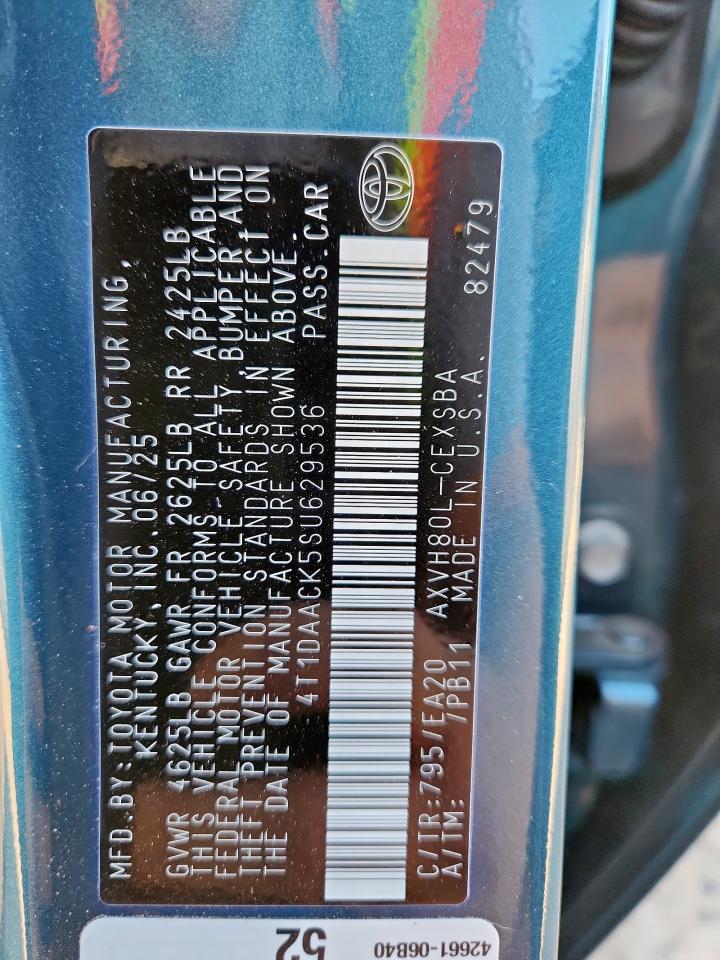 MFD.BY:TOYOTA MOTOR MANUFACTURING,
KENTUCKY, INC.06/25
GVWR 4625LB GAWR FR 2625LB RR 2425LB
THIS VEHICLE CONFORMS TO ALL APPLICABLE
FEDERAL MOTOR VEHICLE SAFETY, BUMPER AND
THEFT PREVENTION STANDARDS IN EFFECT ON
THE DATE OF MANUFACTURE SHOWN ABOVE.
4T1DAACK5SU629536 PASS.CAR
C/TR:795/EA20 AXVH80L-CEXSBA
A/TM: /PB11 MADE IN U.S.A. 82479
52
42661-06B40